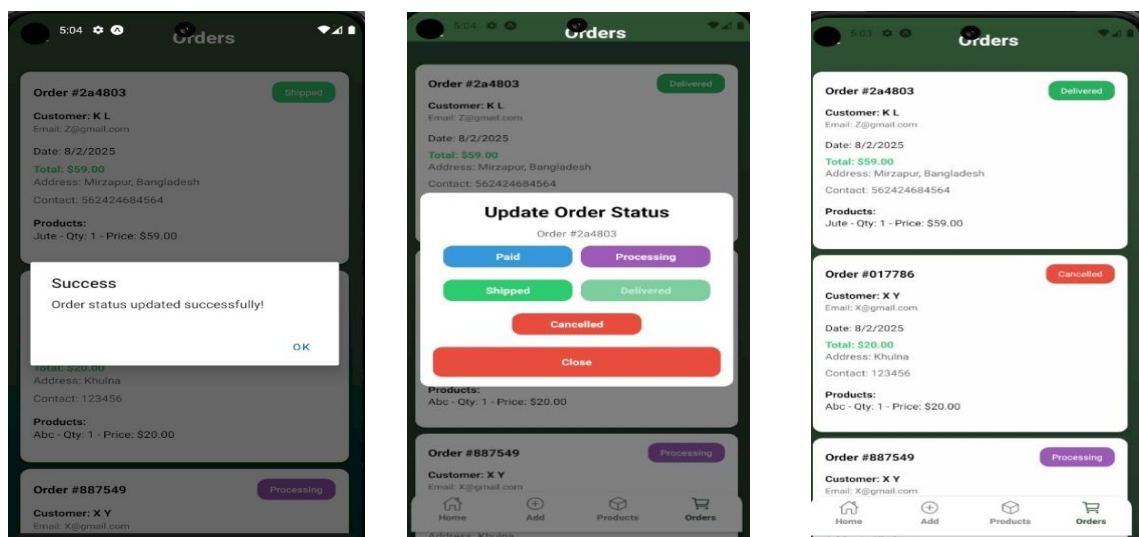 5:04
Orders
Order #2a4803
Shipped
Customer: K L
Email: Z@gmail.com
Date: 8/2/2025
Total: $59.00
Address: Mirzapur, Bangladesh
Contact: 562424684564
Products:
Jute - Qty: 1 - Price: $59.00
Success
Order status updated successfully!
OK
Total: $20.00
Address: Khulna
Contact: 123456
Products:
Abc - Qty: 1 - Price: $20.00
Order #887549
Processing
Customer: X Y
Email: X@gmail.com
5:04
Orders
Order #2a4803
Delivered
Customer: K L
Email: Z@gmail.com
Date: 8/2/2025
Total: $59.00
Address: Mirzapur, Bangladesh
Contact: 562424684564
Update Order Status
Order #2a4803
Paid
Processing
Shipped
Delivered
Cancelled
Close
Products:
Abc - Qty: 1 - Price: $20.00
Order #887549
Processing
Customer: X Y
Email: X@gmail.com
Home
Add
Products
Orders
Address: Khulna
5:03
Orders
Order #2a4803
Delivered
Customer: K L
Email: Z@gmail.com
Date: 8/2/2025
Total: $59.00
Address: Mirzapur, Bangladesh
Contact: 562424684564
Products:
Jute - Qty: 1 - Price: $59.00
Order #017786
Cancelled
Customer: X Y
Email: X@gmail.com
Date: 8/2/2025
Total: $20.00
Address: Khulna
Contact: 123456
Products:
Abc - Qty: 1 - Price: $20.00
Order #887549
Processing
Customer: X Y
Email: X@gmail.com
Home
Add
Products
Orders